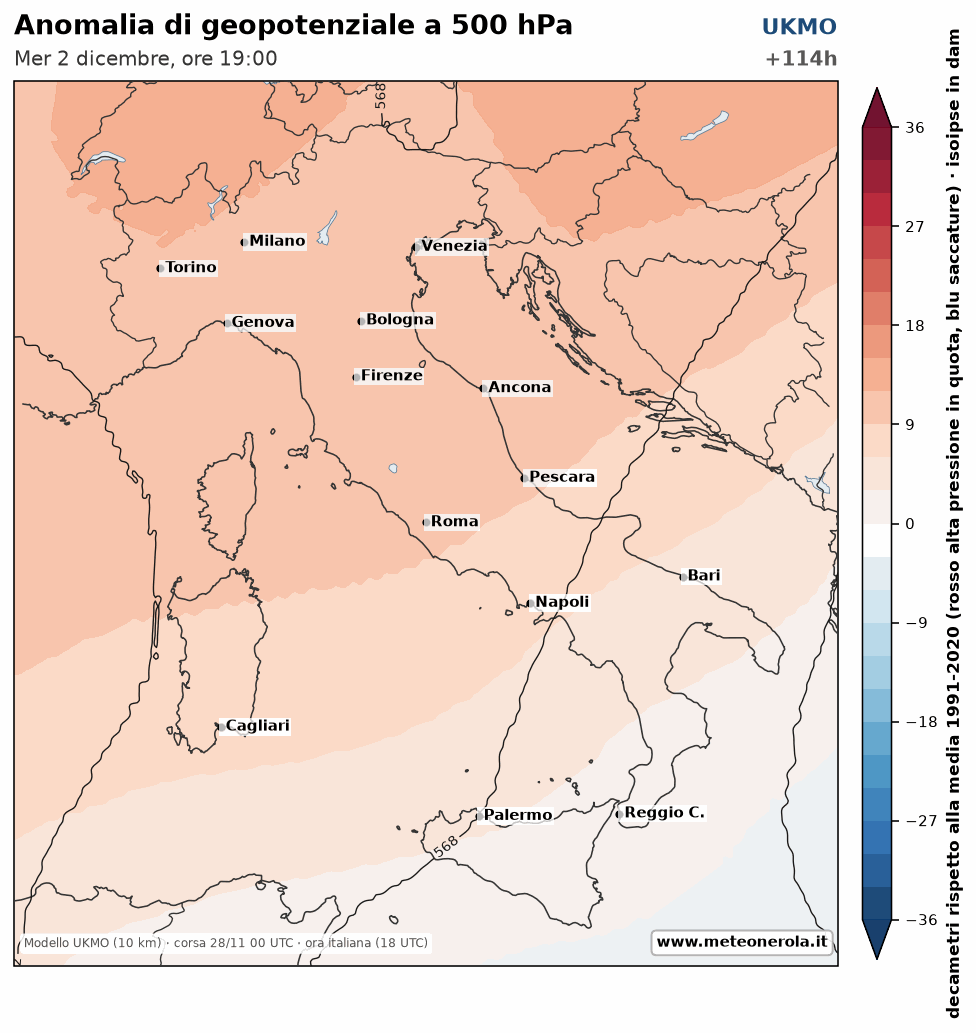 Anomalia di geopotenziale a 500 hPa
UKMO
Mer 2 dicembre, ore 19:00
+114h
568
Milano
Venezia
Torino
Genova
Bologna
Firenze
Ancona
Pescara
Roma
Bari
Napoli
Cagliari
Palermo
Reggio C.
568
Modello UKMO (10 km) · corsa 28/11 00 UTC · ora italiana (18 UTC)
www.meteonerola.it
36
27
18
9
0
−9
−18
−27
−36
decametri rispetto alla media 1991-2020 (rosso alta pressione in quota, blu saccature) · isoipse in dam